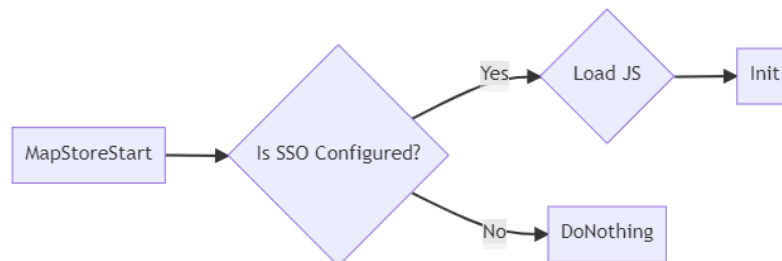 MapStoreStart
Is SSO Configured?
Yes
Load JS
Init
No
DoNothing